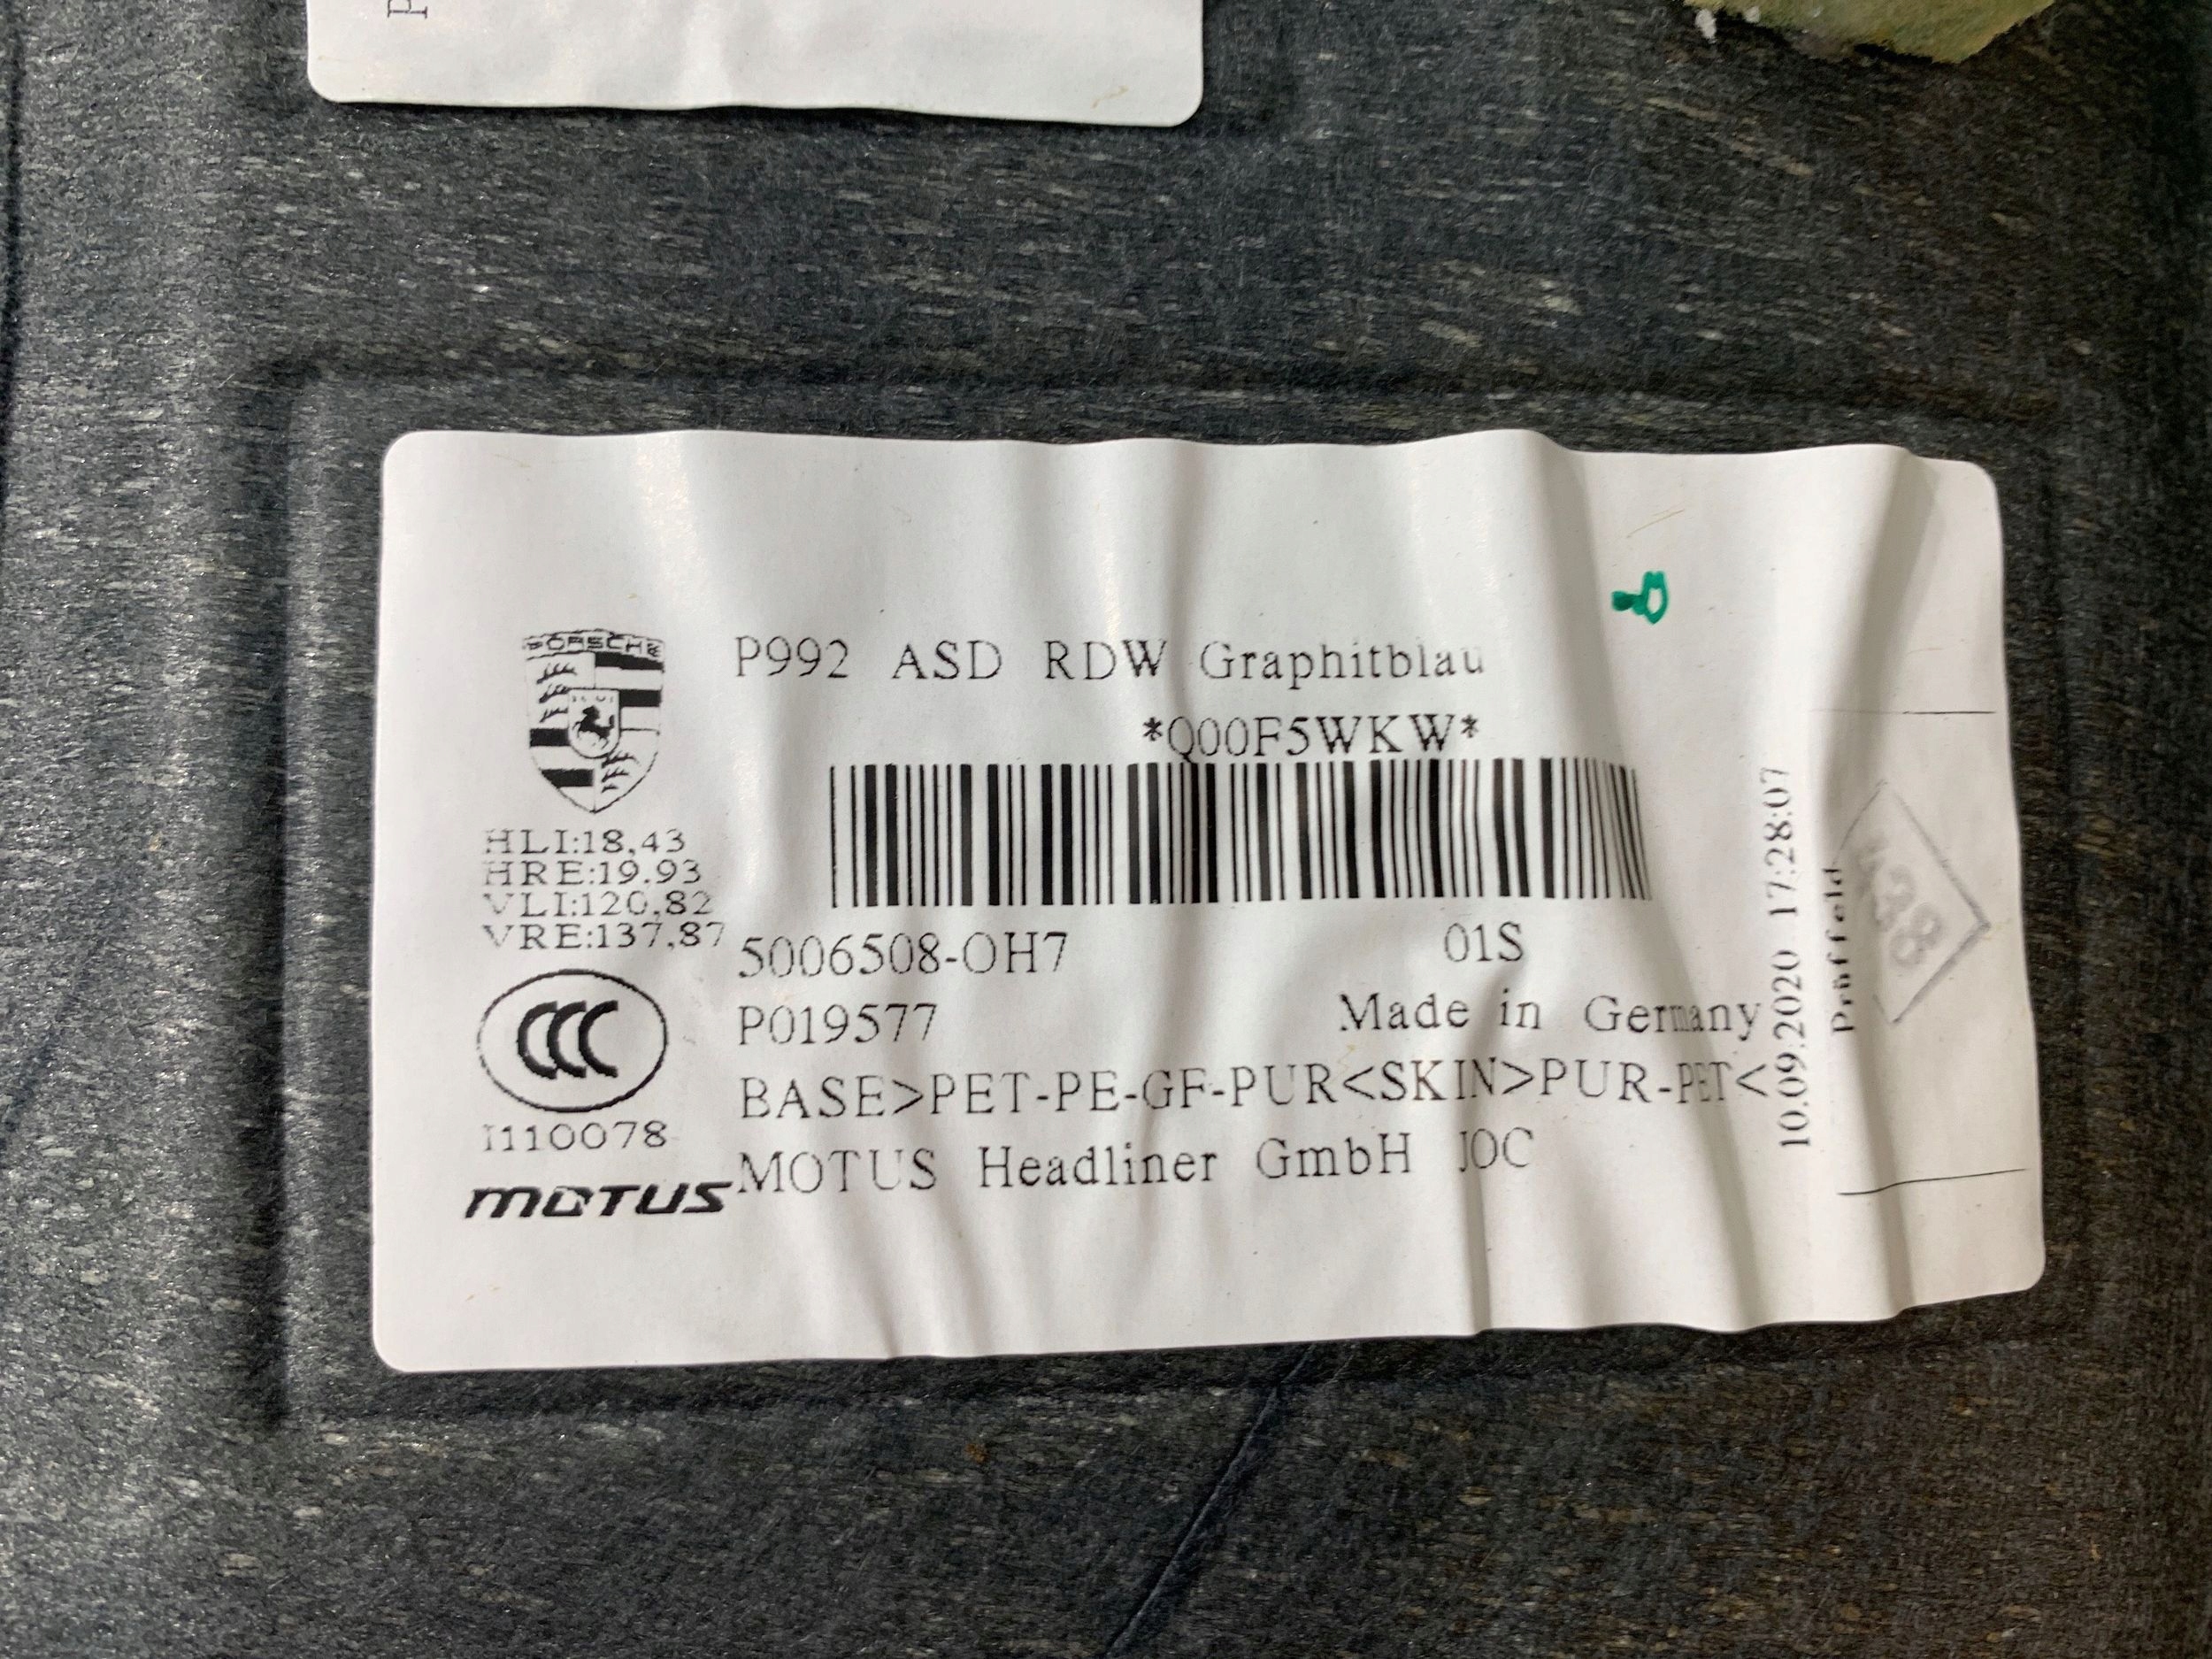 P
PORSCHE
P992 ASD RDW Graphitblau
*Q00F5WKW*
HLI:18,43
HRE:19.93
VLI:120,82
VRE:137,87
5006508-OH7
01S
P019577
Made in Germany
CCC
BASE>PET-PE-GF-PUR<SKIN>PUR-PET<
I110078
MOTUS Headliner GmbH JOC
MOTUS
10.09.2020 17:28:07
Prüffeld